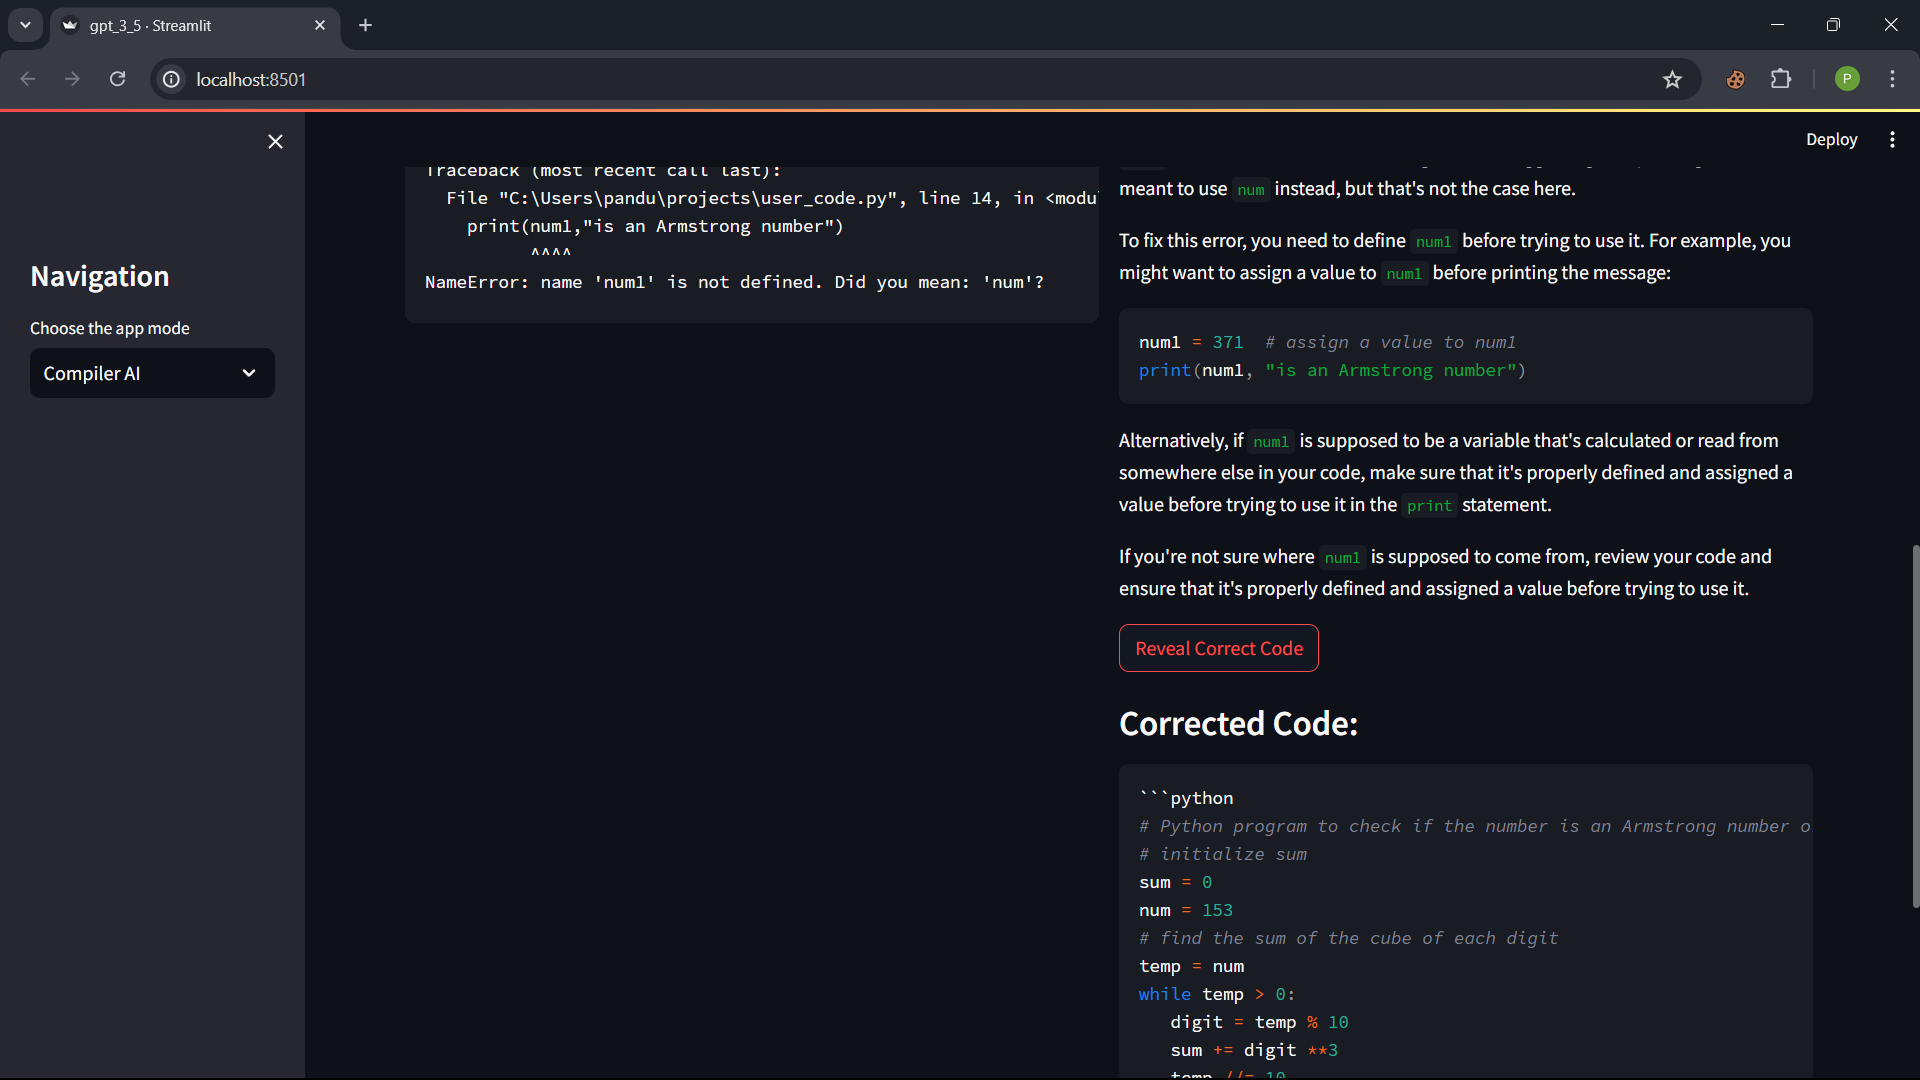 gpt_3_5 · Streamlit
localhost:8501
P
Deploy
Navigation
Choose the app mode
Compiler AI
Traceback (most recent call last):
File "C:\Users\pandu\projects\user_code.py", line 14, in <modu
print(num1,"is an Armstrong number")
^^^^
NameError: name 'num1' is not defined. Did you mean: 'num'?
meant to use num instead, but that's not the case here.
To fix this error, you need to define num1 before trying to use it. For example, you
might want to assign a value to num1 before printing the message:
num1 = 371 # assign a value to num1
print(num1, "is an Armstrong number")
Alternatively, if num1 is supposed to be a variable that's calculated or read from
somewhere else in your code, make sure that it's properly defined and assigned a
value before trying to use it in the print statement.
If you're not sure where num1 is supposed to come from, review your code and
ensure that it's properly defined and assigned a value before trying to use it.
Reveal Correct Code
Corrected Code:
```python
# Python program to check if the number is an Armstrong number o
# initialize sum
sum = 0
num = 153
# find the sum of the cube of each digit
temp = num
while temp > 0:
digit = temp % 10
sum += digit **3
temp //= 10